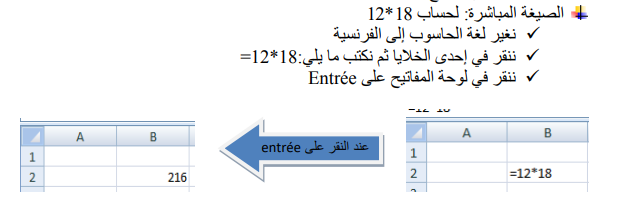 الصيغة المباشرة: لحساب 18*12
نغير لغة الحاسوب إلى الفرنسية
ننقر في إحدى الخلايا ثم نكتب ما يلي:18*12=
ننقر في لوحة المفاتيح على Entrée
A B
1
2 216
عند النقر على entrée
A B
1
2 =12*18